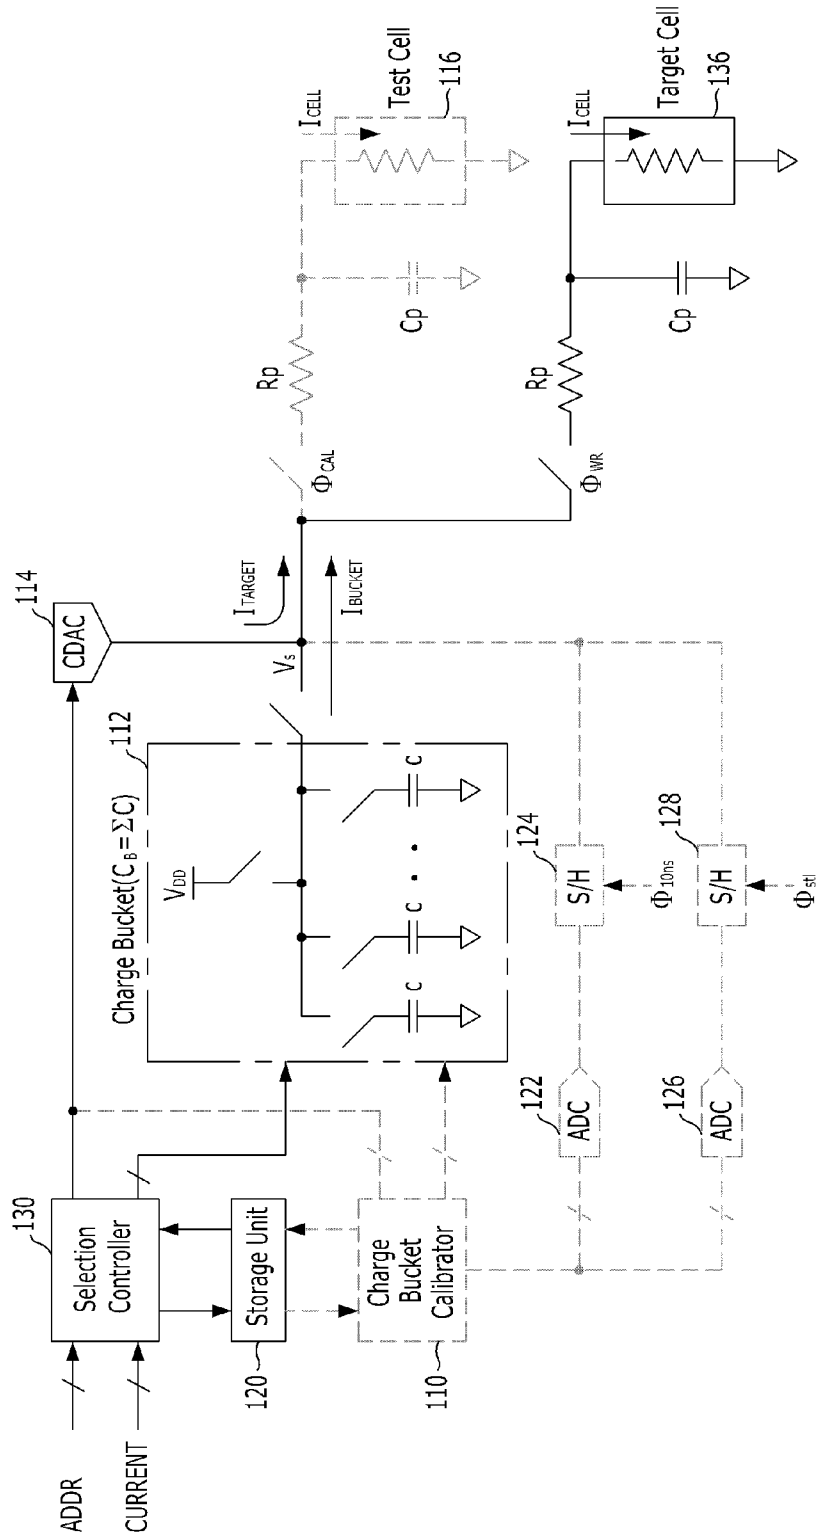 ADDR
CURRENT
130
Selection
Controller
Storage Unit
120
Charge
Bucket
Calibrator
110
CDAC
114
Charge Bucket(C_B = ΣC)
112
V_DD
C
C
C
V_S
I_TARGET
I_BUCKET
Φ_CAL
Rp
Cp
I_CELL
Test Cell
116
Φ_WR
Rp
Cp
I_CELL
Target Cell
136
122
ADC
124
S/H
Φ_10ns
126
ADC
128
S/H
Φ_stl